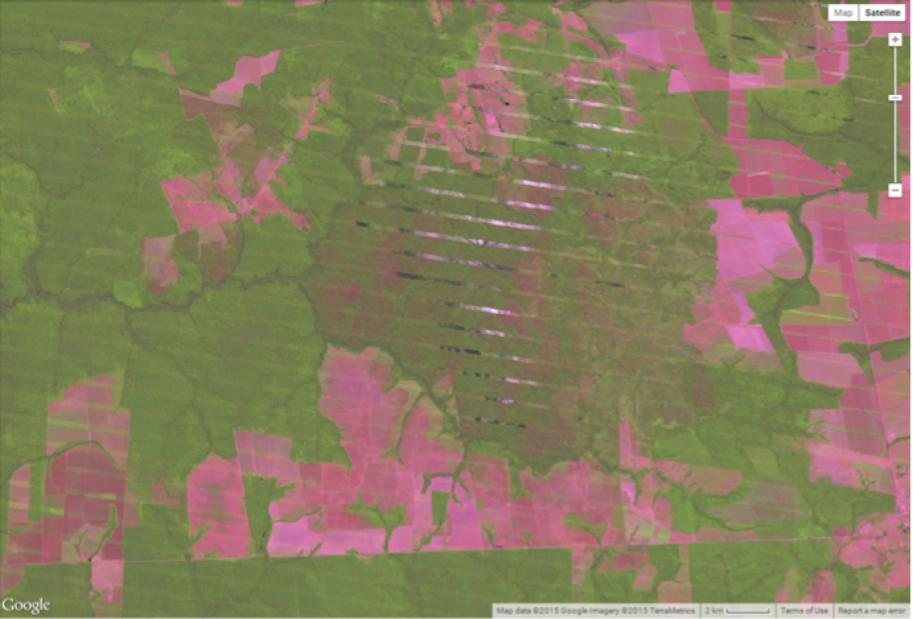 Map Satellite
Google
Map data ©2015 Google Imagery ©2015 TerraMetrics 2 km Terms of Use Report a map error